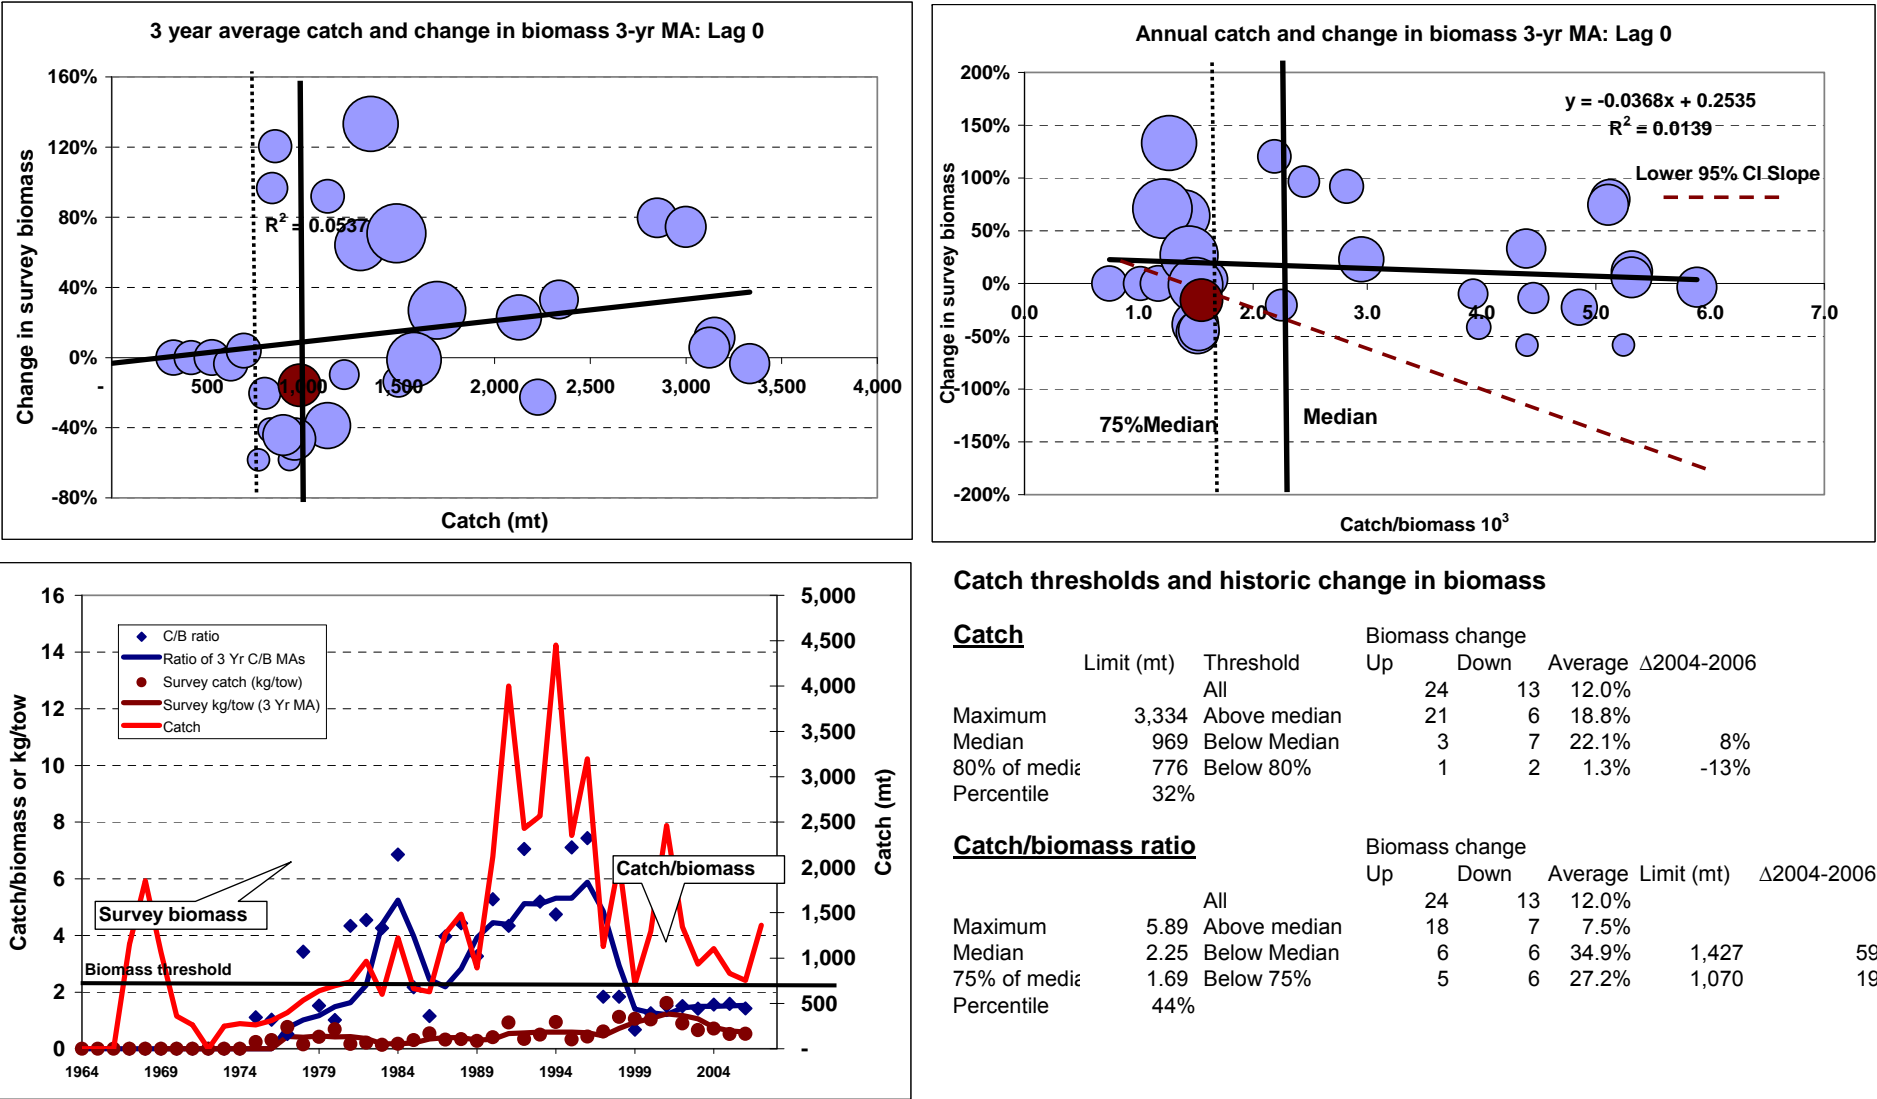 3 year average catch and change in biomass 3-yr MA: Lag 0
160%
120%
80%
40%
0%
-40%
-80%
Change in survey biomass
R² = 0.0537
- 500 1,000 1,500 2,000 2,500 3,000 3,500 4,000
Catch (mt)
Annual catch and change in biomass 3-yr MA: Lag 0
200%
150%
100%
50%
0%
-50%
-100%
-150%
-200%
Change in survey biomass
y = -0.0368x + 0.2535
R² = 0.0139
Lower 95% CI Slope
0.0 1.0 2.0 3.0 4.0 5.0 6.0 7.0
75%Median
Median
Catch/biomass 10³
16
14
12
10
8
6
4
2
0
Catch/biomass or kg/tow
C/B ratio
Ratio of 3 Yr C/B MAs
Survey catch (kg/tow)
Survey kg/tow (3 Yr MA)
Catch
Survey biomass
Catch/biomass
Biomass threshold
5,000
4,500
4,000
3,500
3,000
2,500
2,000
1,500
1,000
500
-
Catch (mt)
1964 1969 1974 1979 1984 1989 1994 1999 2004
Catch thresholds and historic change in biomass
Catch Biomass change
Limit (mt) Threshold Up Down Average Δ2004-2006
All 24 13 12.0%
Maximum 3,334 Above median 21 6 18.8%
Median 969 Below Median 3 7 22.1% 8%
80% of media 776 Below 80% 1 2 1.3% -13%
Percentile 32%
Catch/biomass ratio Biomass change
Up Down Average Limit (mt) Δ2004-2006
All 24 13 12.0%
Maximum 5.89 Above median 18 7 7.5%
Median 2.25 Below Median 6 6 34.9% 1,427 59
75% of media 1.69 Below 75% 5 6 27.2% 1,070 19
Percentile 44%